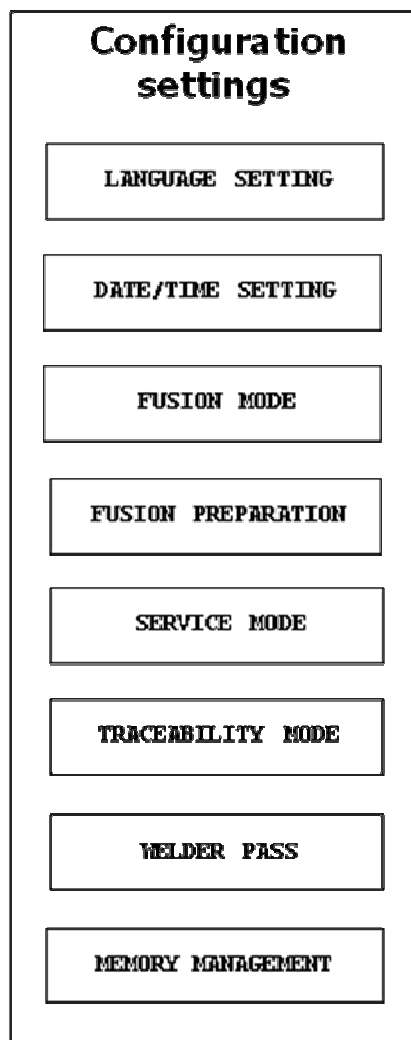 Configuration
settings
LANGUAGE SETTING
DATE/TIME SETTING
FUSION MODE
FUSION PREPARATION
SERVICE MODE
TRACEABILITY MODE
WELDER PASS
MEMORY MANAGEMENT